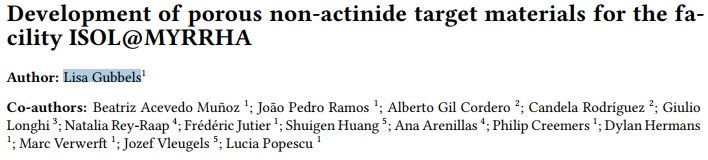 Development of porous non-actinide target materials for the fa-
cility ISOL@MYRRHA
Author: Lisa Gubbels1
Co-authors: Beatriz Acevedo Muñoz 1; João Pedro Ramos 1; Alberto Gil Cordero 2; Candela Rodríguez 2; Giulio
Longhi 3; Natalia Rey-Raap 4; Frédéric Jutier 1; Shuigen Huang 5; Ana Arenillas 4; Philip Creemers 1; Dylan Hermans
1; Marc Verwerft 1; Jozef Vleugels 5; Lucia Popescu 1